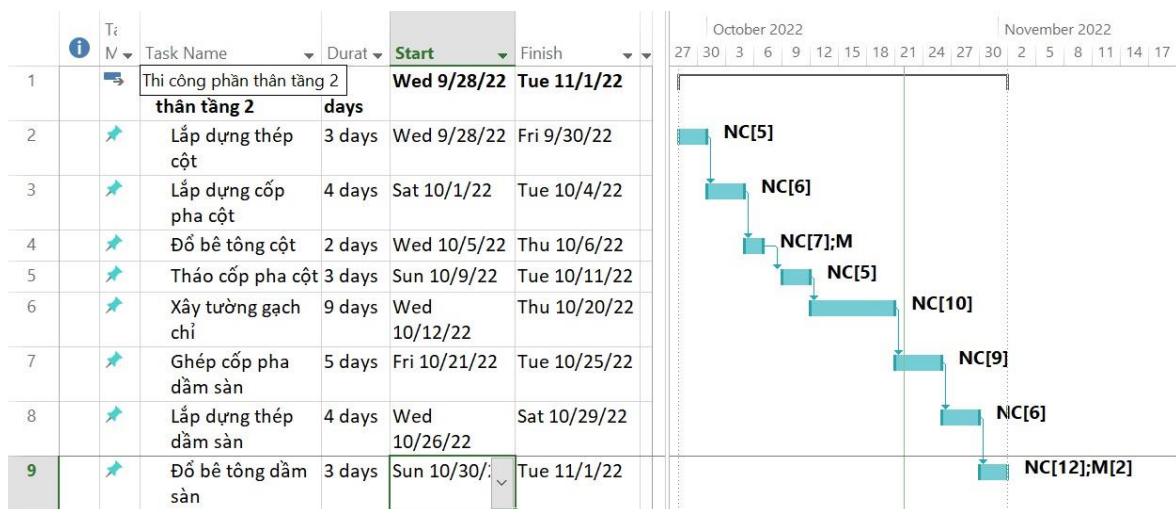 Ta
M Task Name Durat Start Finish
October 2022 November 2022
27 30 3 6 9 12 15 18 21 24 27 30 2 5 8 11 14 17
1 Thi công phần thân tầng 2 Wed 9/28/22 Tue 11/1/22
thân tầng 2 days
2 Lắp dựng thép 3 days Wed 9/28/22 Fri 9/30/22 NC[5]
cột
3 Lắp dựng cốp 4 days Sat 10/1/22 Tue 10/4/22 NC[6]
pha cột
4 Đổ bê tông cột 2 days Wed 10/5/22 Thu 10/6/22 NC[7];M
5 Tháo cốp pha cột 3 days Sun 10/9/22 Tue 10/11/22 NC[5]
6 Xây tường gạch 9 days Wed Thu 10/20/22 NC[10]
chỉ 10/12/22
7 Ghép cốp pha 5 days Fri 10/21/22 Tue 10/25/22 NC[9]
dầm sàn
8 Lắp dựng thép 4 days Wed Sat 10/29/22 NC[6]
dầm sàn 10/26/22
9 Đổ bê tông dầm 3 days Sun 10/30/ Tue 11/1/22 NC[12];M[2]
sàn